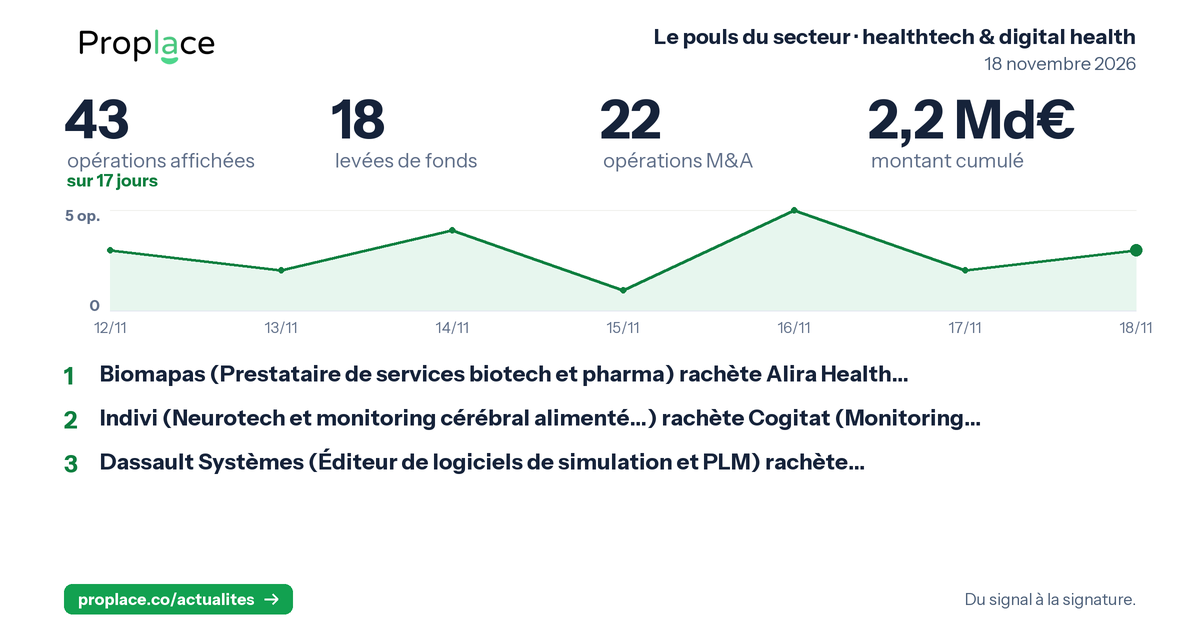 Proplace
Le pouls du secteur · healthtech & digital health
18 novembre 2026
43
opérations affichées
sur 17 jours
18
levées de fonds
22
opérations M&A
2,2 Md€
montant cumulé
5 op.
0
12/11
13/11
14/11
15/11
16/11
17/11
18/11
1 Biomapas (Prestataire de services biotech et pharma) rachète Alira Health...
2 Indivi (Neurotech et monitoring cérébral alimenté...) rachète Cogitat (Monitoring...
3 Dassault Systèmes (Éditeur de logiciels de simulation et PLM) rachète...
proplace.co/actualites →
Du signal à la signature.